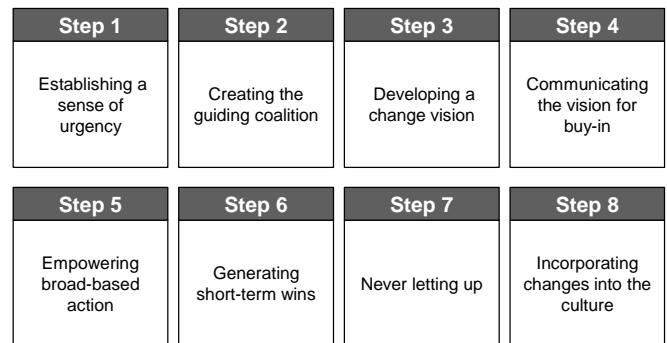 Step 1
Establishing a
sense of
urgency
Step 2
Creating the
guiding coalition
Step 3
Developing a
change vision
Step 4
Communicating
the vision for
buy-in
Step 5
Empowering
broad-based
action
Step 6
Generating
short-term wins
Step 7
Never letting up
Step 8
Incorporating
changes into the
culture